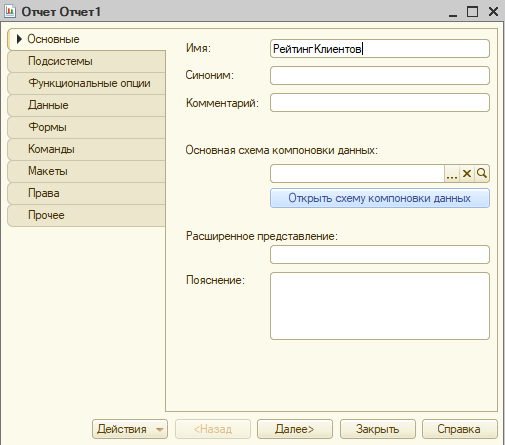 Отчет Отчет1
Основные
Подсистемы
Функциональные опции
Данные
Формы
Команды
Макеты
Права
Прочее
Имя: РейтингКлиентов
Синоним:
Комментарий:
Основная схема компоновки данных:
...
Открыть схему компоновки данных
Расширенное представление:
Пояснение:
Действия <Назад Далее> Закрыть Справка